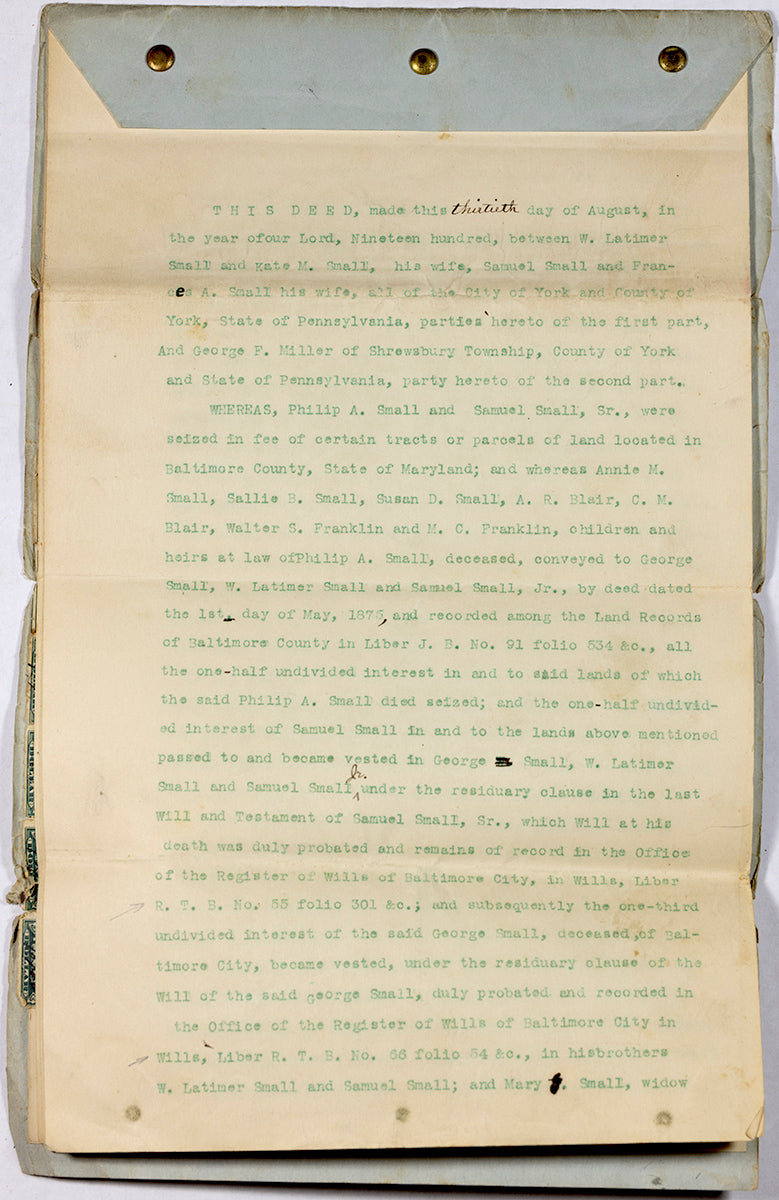 T H I S  D E E D, made this thirtieth day of August, in
the year ofour Lord, Nineteen hundred, between W. Latimer
Small and Kate M. Small, his wife, Samuel Small and Fran-
ces A. Small his wife, all of the City of York and County of
York, State of Pennsylvania, parties hereto of the first part,
And George F. Miller of Shrewsbury Township, County of York
and State of Pennsylvania, party hereto of the second part.
WHEREAS, Philip A. Small and Samuel Small, Sr., were
seized in fee of certain tracts or parcels of land located in
Baltimore County, State of Maryland; and whereas Annie M.
Small, Sallie B. Small, Susan D. Small, A. R. Blair, C. M.
Blair, Walter S. Franklin and M. C. Franklin, children and
heirs at law ofPhilip A. Small, deceased, conveyed to George
Small, W. Latimer Small and Samuel Small, Jr., by deed dated
the 1st. day of May, 1875, and recorded among the Land Records
of Baltimore County in Liber J. B. No. 91 folio 534 &c., all
the one-half undivided interest in and to said lands of which
the said Philip A. Small died seized; and the one-half undivid-
ed interest of Samuel Small in and to the lands above mentioned
passed to and became vested in George Small, W. Latimer
Small and Samuel Small Jr. under the residuary clause in the last
Will and Testament of Samuel Small, Sr., which Will at his
death was duly probated and remains of record in the Office
of the Register of Wills of Baltimore City, in Wills, Liber
R. T. B. No. 55 folio 301 &c.; and subsequently the one-third
undivided interest of the said George Small, deceased, of Bal-
timore City, became vested, under the residuary clause of the
Will of the said George Small, duly probated and recorded in
the Office of the Register of Wills of Baltimore City in
Wills, Liber R. T. B. No. 66 folio 54 &c., in hisbrothers
W. Latimer Small and Samuel Small; and Mary . Small, widow